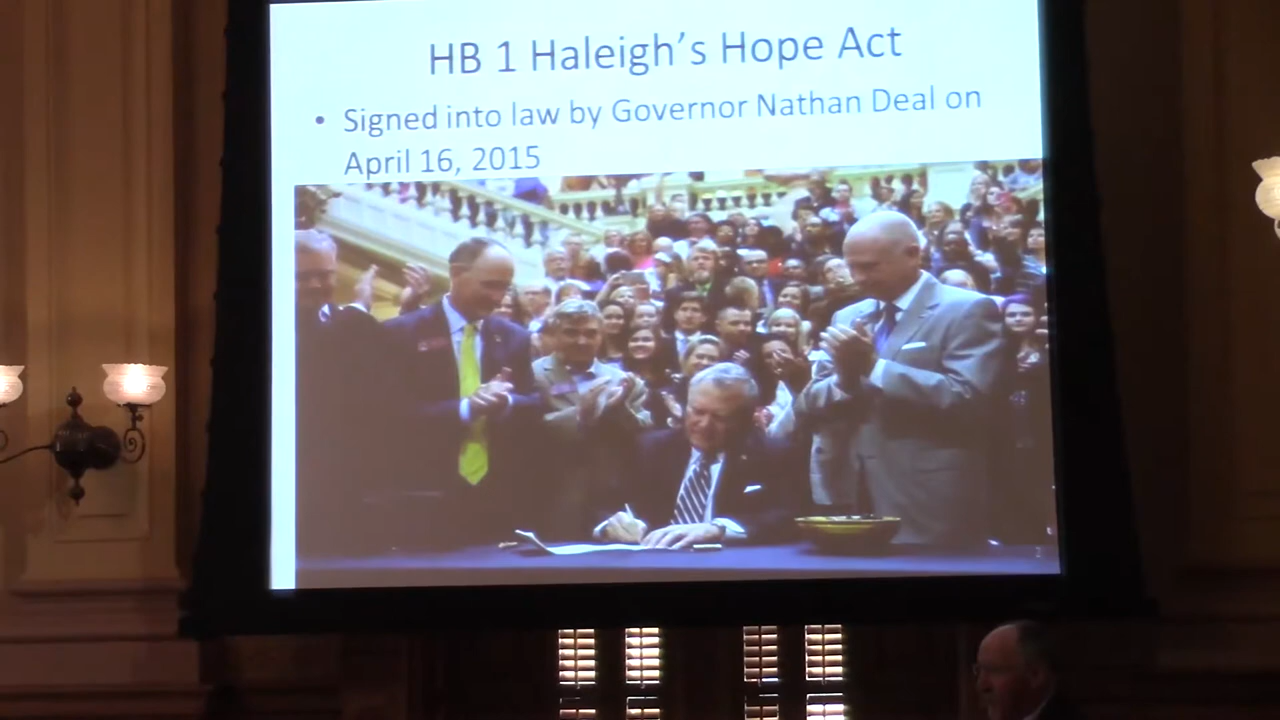 HB 1 Haleigh's Hope Act
• Signed into law by Governor Nathan Deal on
April 16, 2015